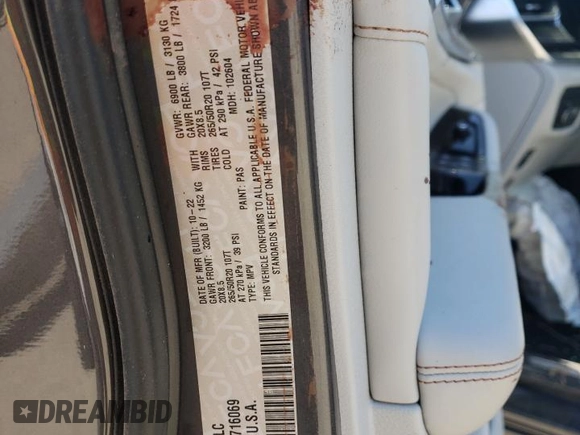 LC
DATE OF MFR (BUILT): 10-22 GVWR: 6900 LB / 3130 KG
GAWR FRONT: 3200 LB / 1452 KG WITH GAWR REAR: 3800 LB / 1724
20X8.5 RIMS 20X8.5
265/50R20 107T TIRES 265/50R20 107T
AT 270 kPa / 39 PSI COLD AT 290 kPa / 42 PSI
TYPE: MPV PAINT: PAS MDH: 102604
THIS VEHICLE CONFORMS TO ALL APPLICABLE U.S.A. FEDERAL MOTOR VEHI
STANDARDS IN EFFECT ON THE DATE OF MANUFACTURE SHOWN AB
716069
U.S.A.
DREAMBID